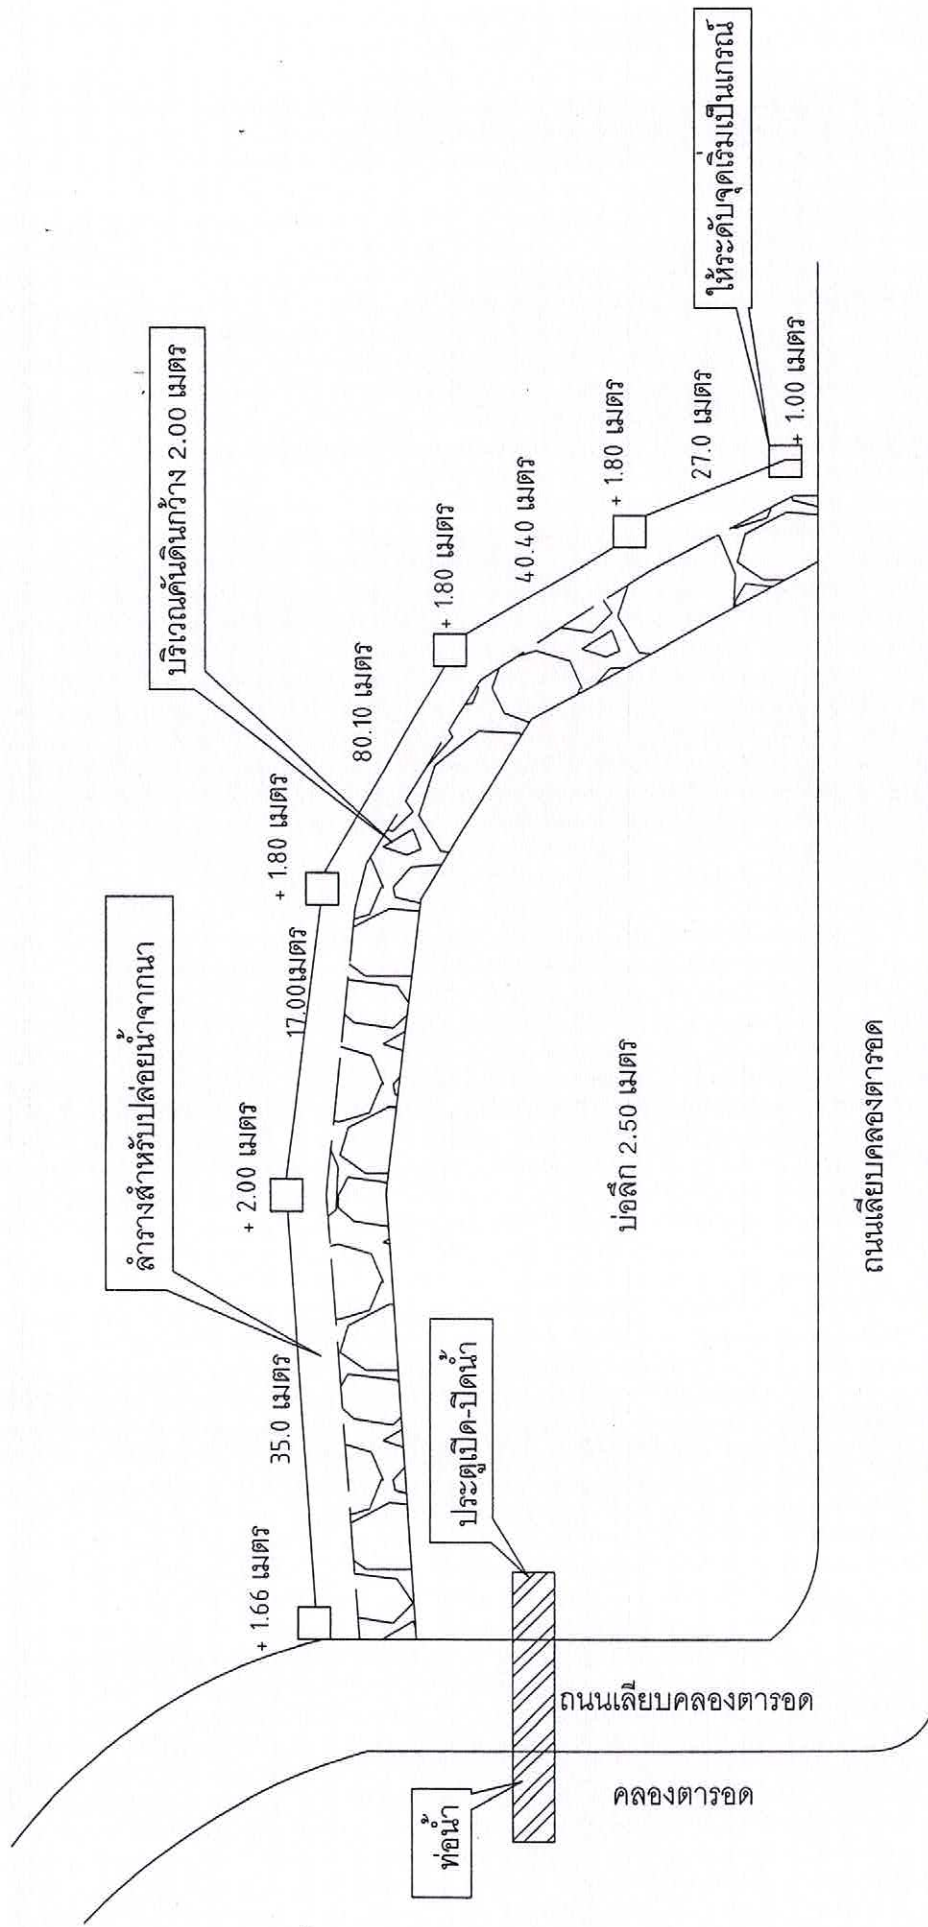 ให้ระดับจุดเริ่มเป็นเกรณ์
+ 1.00 เมตร
27.0 เมตร
+ 1.80 เมตร
40.40 เมตร
+ 1.80 เมตร
บริเวณคันดินกว้าง 2.00 เมตร
80.10 เมตร
+ 1.80 เมตร
17.00เมตร
ลำรางสำหรับปล่อยน้ำจากนา
+ 2.00 เมตร
35.0 เมตร
+ 1.66 เมตร
บ่อลึก 2.50 เมตร
ประตูเปิด-ปิดน้ำ
ท่อน้ำ
ถนนเลียบคลองตารอด
ถนนเลียบคลองตารอด
คลองตารอด